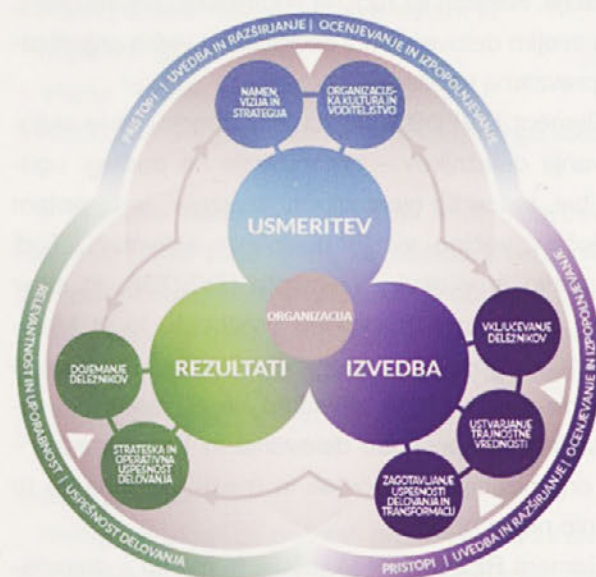 PRISTOPI | UVEDBA IN RAZŠIRJANJE | OCENJEVANJE IN IZPOPOLNJEVANJE
NAMEN,
VIZIJA IN
STRATEGIJA
ORGANIZACIJS-
KA KULTURA IN
VODITELJSTVO
USMERITEV
ORGANIZACIJA
REZULTATI
IZVEDBA
DOJEMANJE
DELEŽNIKOV
STRATEŠKA IN
OPERATIVNA
USPEŠNOST
DELOVANJA
VKLJUČEVANJE
DELEŽNIKOV
USTVARJANJE
TRAJNOSTNE
VREDNOSTI
ZAGOTAVLJANJE
USPEŠNOSTI
DELOVANJA IN
TRANSFORMACIJ
RELEVANTNOST IN UPORABNOST | USPEŠNOST DELOVANJA
PRISTOPI | UVEDBA IN RAZŠIRJANJE | OCENJEVANJE IN IZPOPOLNJEVANJE